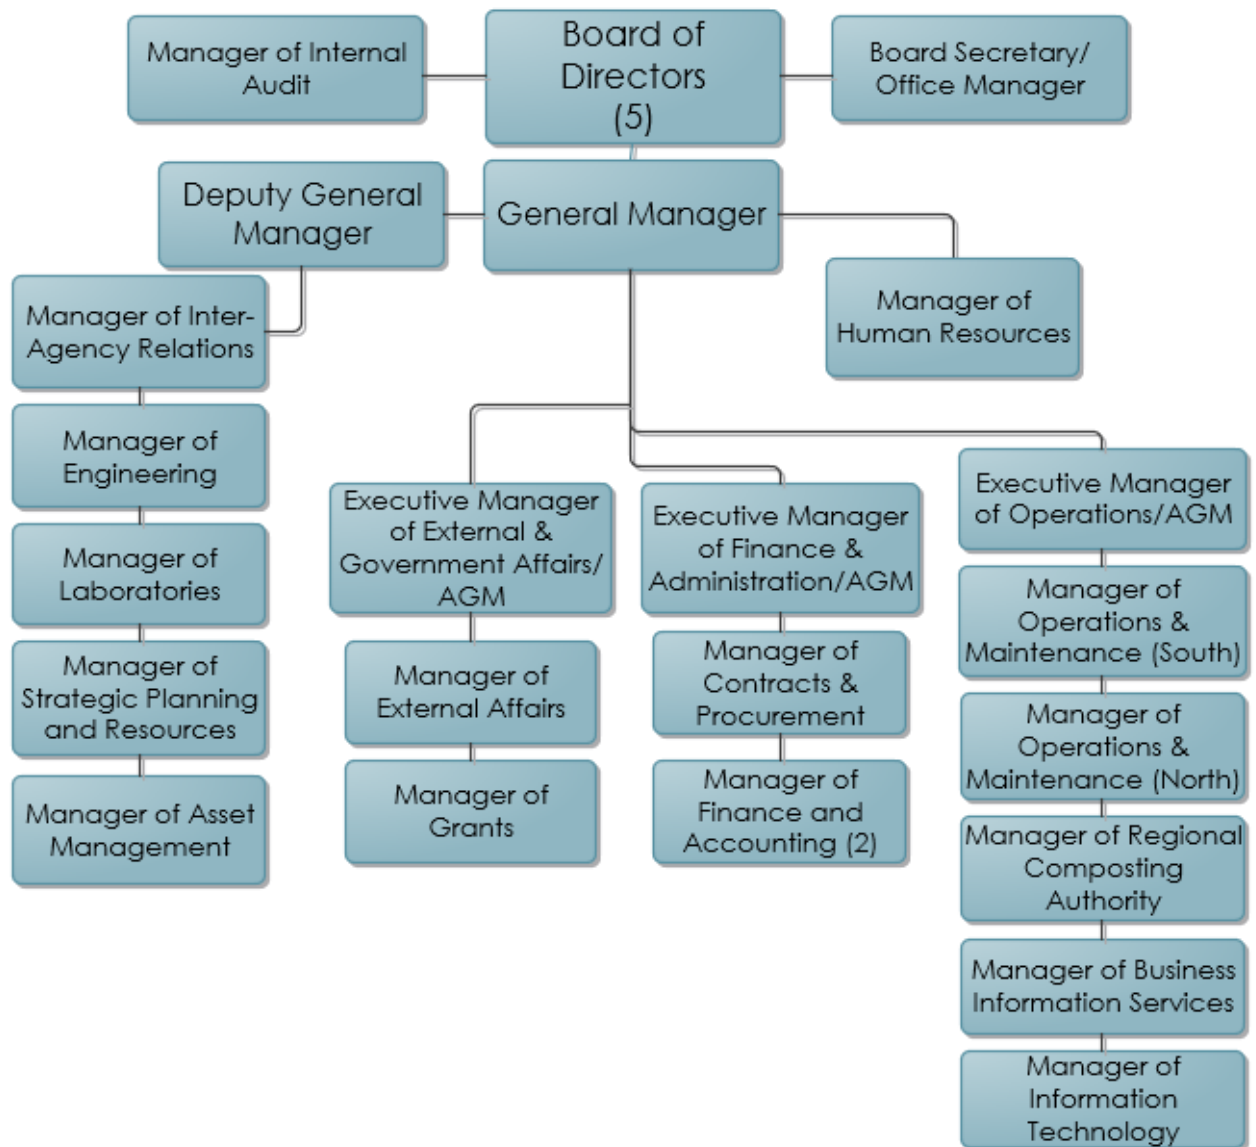 Manager of Internal
Audit
Board of
Directors
(5)
Board Secretary/
Office Manager
Deputy General
Manager
General Manager
Manager of
Human Resources
Manager of Inter-
Agency Relations
Manager of
Engineering
Manager of
Laboratories
Manager of
Strategic Planning
and Resources
Manager of Asset
Management
Executive Manager
of External &
Government Affairs/
AGM
Manager of
External Affairs
Manager of
Grants
Executive Manager
of Finance &
Administration/AGM
Manager of
Contracts &
Procurement
Manager of
Finance and
Accounting (2)
Executive Manager
of Operations/AGM
Manager of
Operations &
Maintenance (South)
Manager of
Operations &
Maintenance (North)
Manager of Regional
Composting
Authority
Manager of Business
Information Services
Manager of
Information
Technology